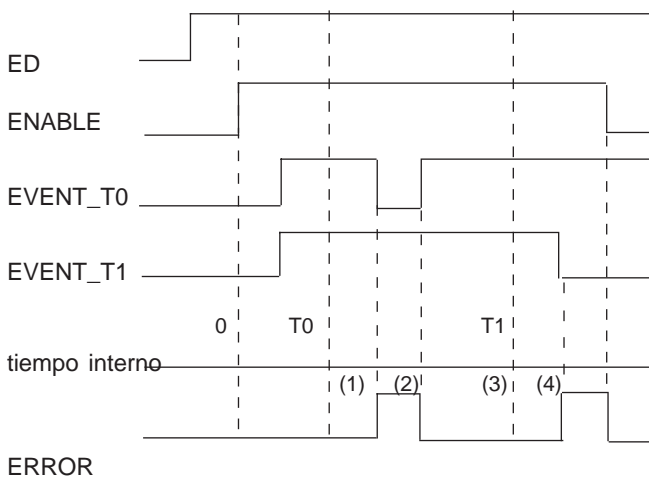 ED
ENABLE
EVENT_T0
EVENT_T1
0 T0 T1
tiempo interno
(1) (2) (3) (4)
ERROR